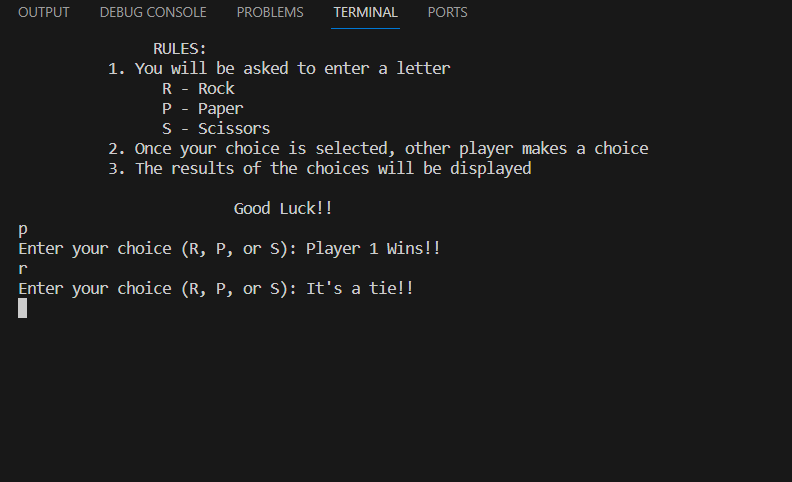 OUTPUT DEBUG CONSOLE PROBLEMS TERMINAL PORTS
RULES:
1. You will be asked to enter a letter
R - Rock
P - Paper
S - Scissors
2. Once your choice is selected, other player makes a choice
3. The results of the choices will be displayed
Good Luck!!
p
Enter your choice (R, P, or S): Player 1 Wins!!
r
Enter your choice (R, P, or S): It's a tie!!